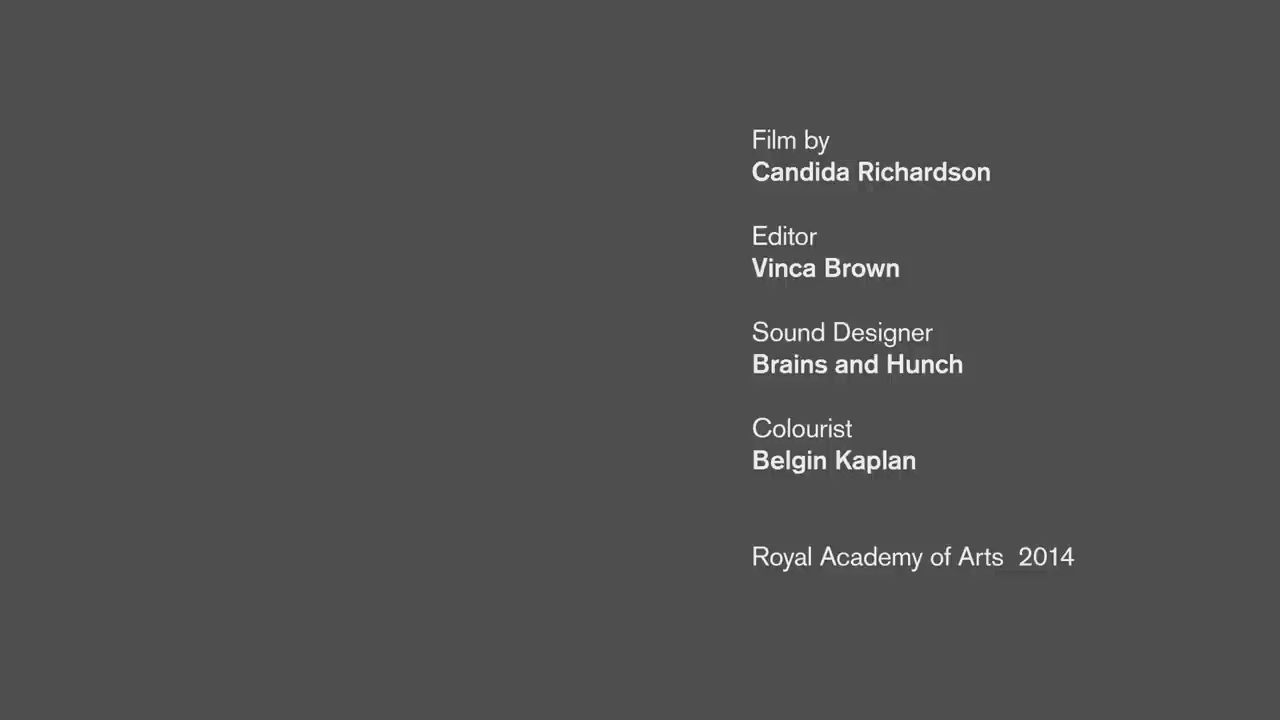 Film by
Candida Richardson
Editor
Vinca Brown
Sound Designer
Brains and Hunch
Colourist
Belgin Kaplan
Royal Academy of Arts 2014